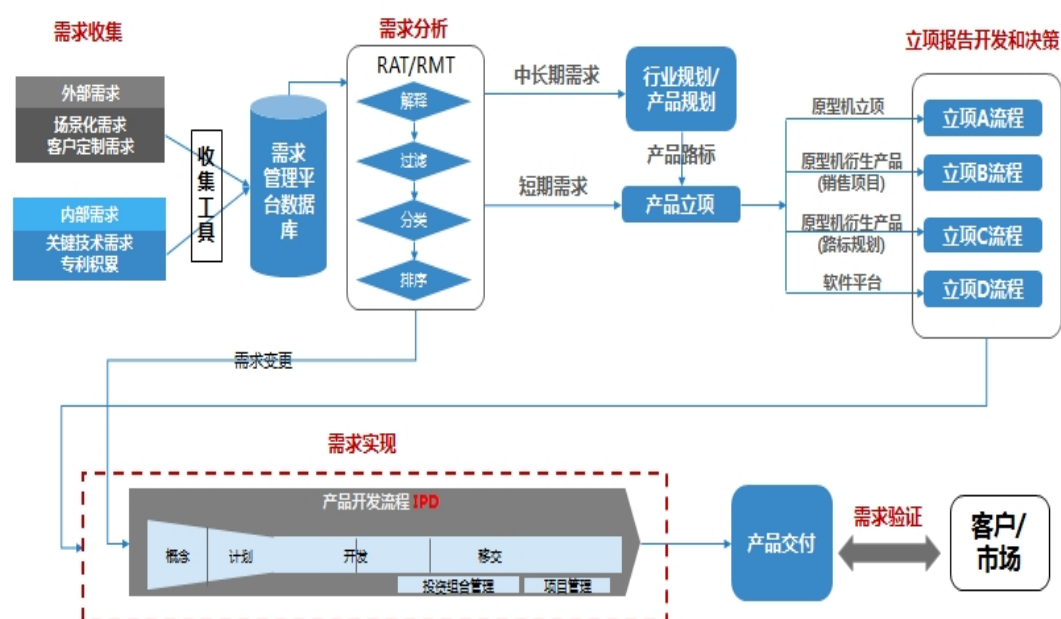 需求收集
需求分析
立项报告开发和决策
外部需求
场景化需求
客户定制需求
内部需求
关键技术需求
专利积累
收集工具
需求
管理平
台数据
库
RAT/RMT
解释
过滤
分类
排序
中长期需求
短期需求
行业规划/
产品规划
产品路标
产品立项
原型机立项
原型机衍生产品
(销售项目)
原型机衍生产品
(路标规划)
软件平台
立项A流程
立项B流程
立项C流程
立项D流程
需求变更
需求实现
产品开发流程 IPD
概念
计划
开发
移交
投资组合管理
项目管理
产品交付
需求验证
客户/
市场